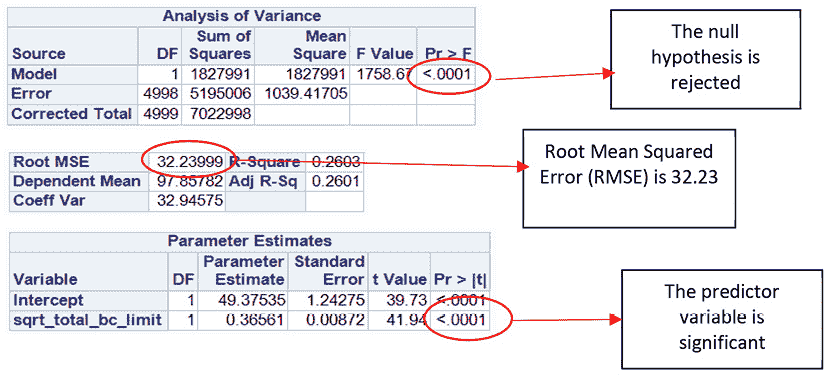 Analysis of Variance
Source DF Sum of Squares Mean Square F Value Pr > F
Model 1 1827991 1827991 1758.67 <.0001
Error 4998 5195006 1039.41705
Corrected Total 4999 7022998
The null
hypothesis is
rejected
Root MSE 32.23999 R-Square 0.2603
Dependent Mean 97.85782 Adj R-Sq 0.2601
Coeff Var 32.94575
Root Mean Squared
Error (RMSE) is 32.23
Parameter Estimates
Variable DF Parameter Estimate Standard Error t Value Pr > |t|
Intercept 1 49.37535 1.24275 39.73 <.0001
sqrt_total_bc_limit 1 0.36561 0.00872 41.94 <.0001
The predictor
variable is
significant